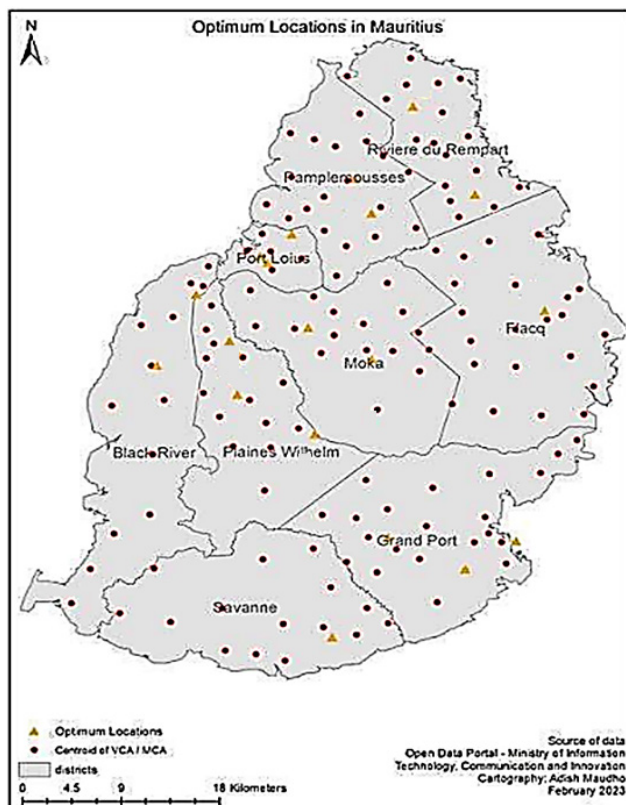 Optimum Locations in Mauritius
N
Riviere du Rempart
Pamplemousses
Port Loius
Flacq
Moka
Black River
Plaines Wilhelm
Grand Port
Savanne
Optimum Locations
Centroid of VCA / MCA
districts
0 4.5 9 18 Kilometers
Source of data
Open Data Portal - Ministry of Information
Technology, Communication and Innovation
Cartography; Adish Maudho
February 2023